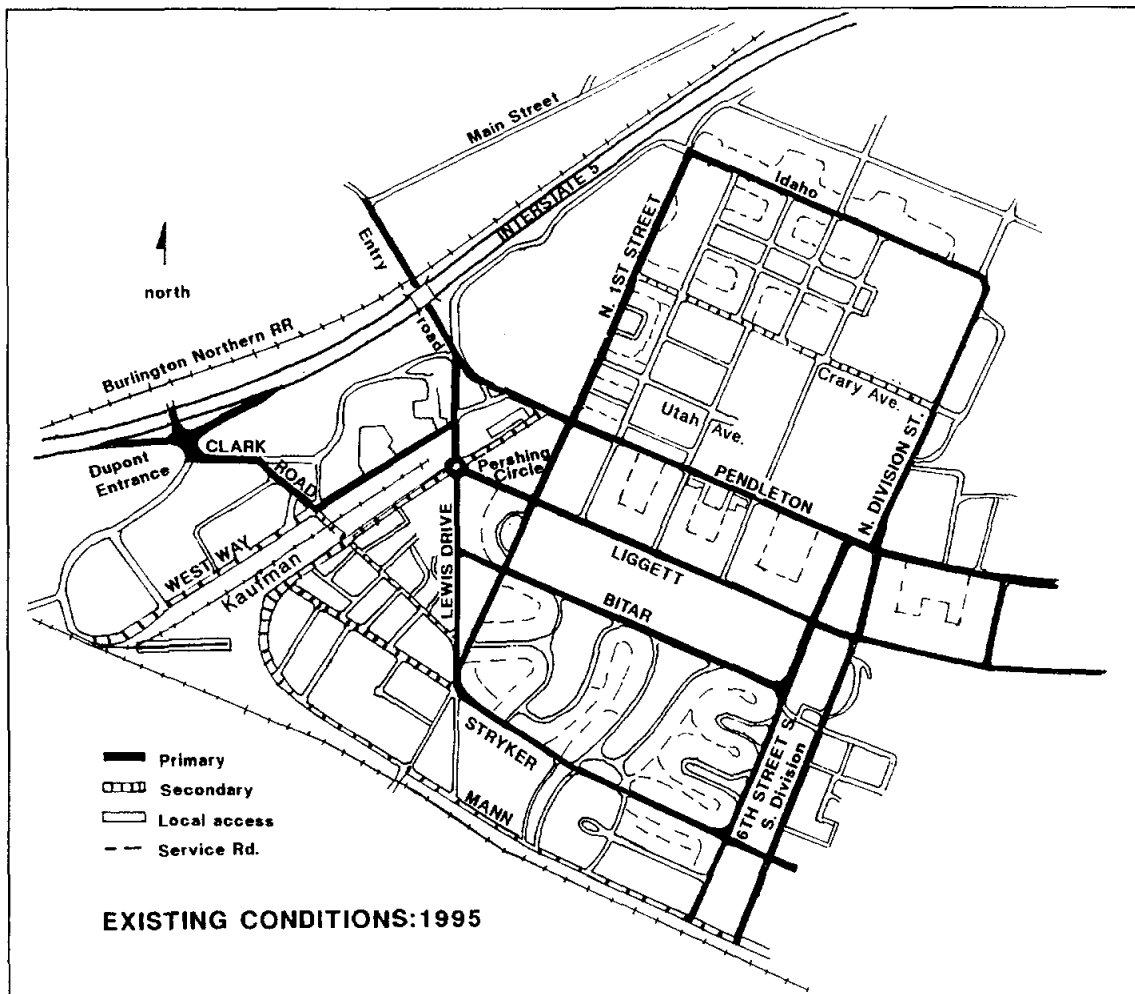 Main Street
INTERSTATE 5
Idaho
Entry
road
north
N. 1ST STREET
Burlington Northern RR
Crary Ave.
Utah Ave.
N. DIVISION ST.
CLARK
ROAD
Dupont
Entrance
Pershing
Circle
PENDLETON
WEST WAY
Kaufman
LEWIS DRIVE
LIGGETT
BITAR
STRYKER
MANN
6TH STREET S.
S. Division
Primary
Secondary
Local access
Service Rd.
EXISTING CONDITIONS:1995